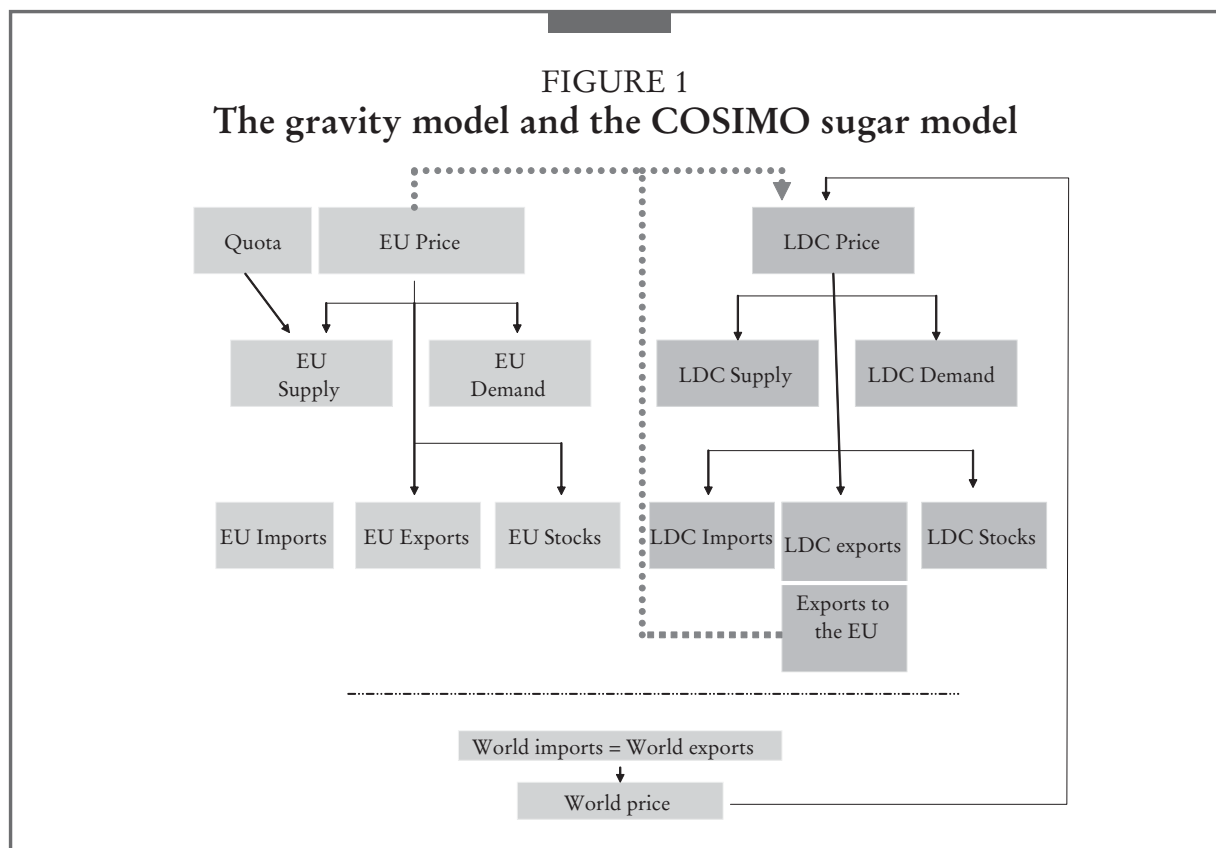 FIGURE 1
The gravity model and the COSIMO sugar model
Quota
EU Price
LDC Price
EU
Supply
EU
Demand
LDC Supply
LDC Demand
EU Imports
EU Exports
EU Stocks
LDC Imports
LDC exports
LDC Stocks
Exports to
the EU
World imports = World exports
World price